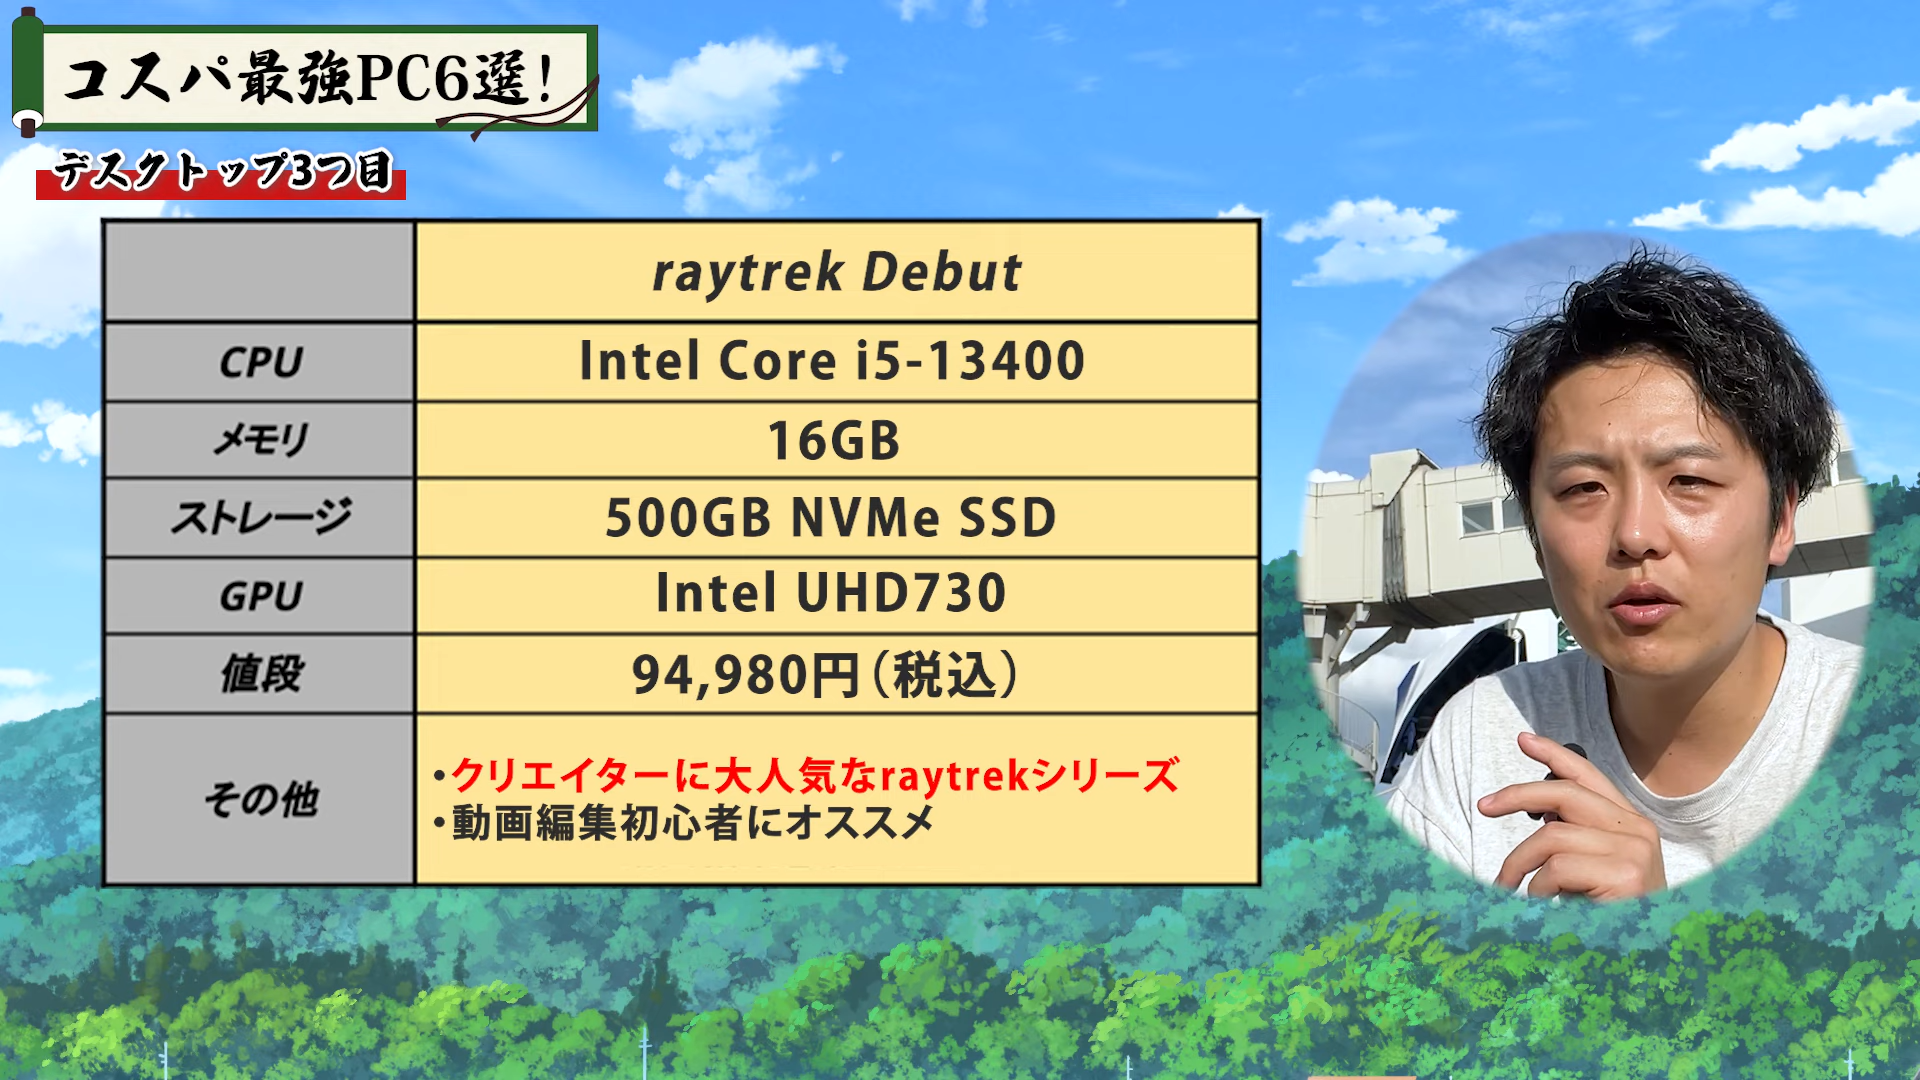 コスパ最強PC6選!
デスクトップ3つ目
raytrek Debut
CPU
Intel Core i5-13400
メモリ
16GB
ストレージ
500GB NVMe SSD
GPU
Intel UHD730
値段
94,980円（税込）
その他
・クリエイターに大人気なraytrekシリーズ
・動画編集初心者にオススメ